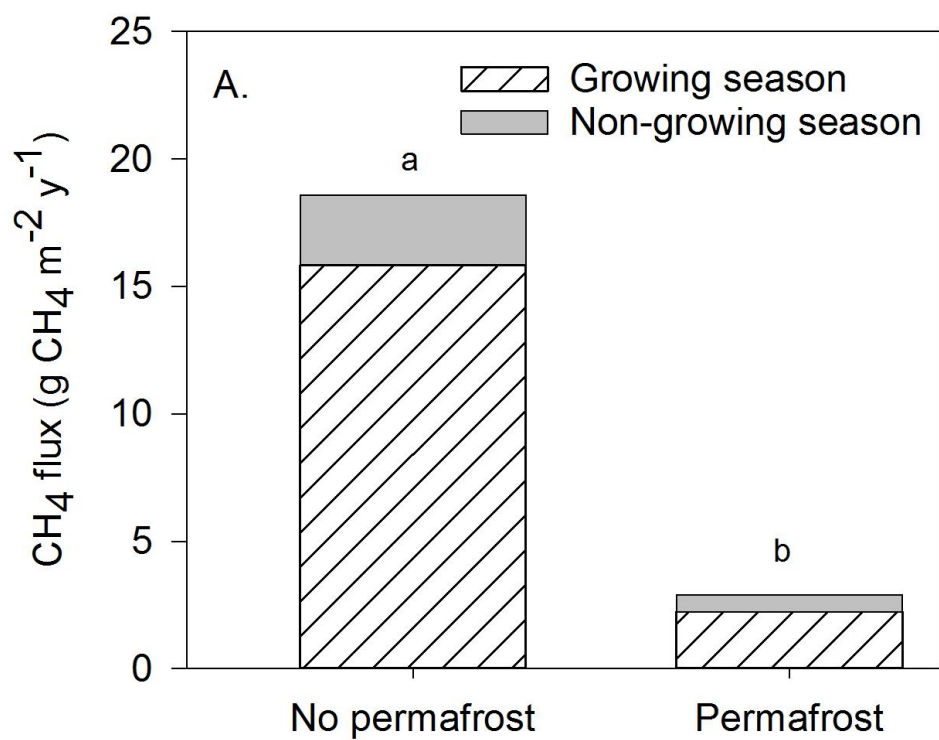 25
A.
Growing season
Non-growing season
20
a
15
10
5
b
0
No permafrost
Permafrost
CH4 flux (g CH4 m-2 y-1)